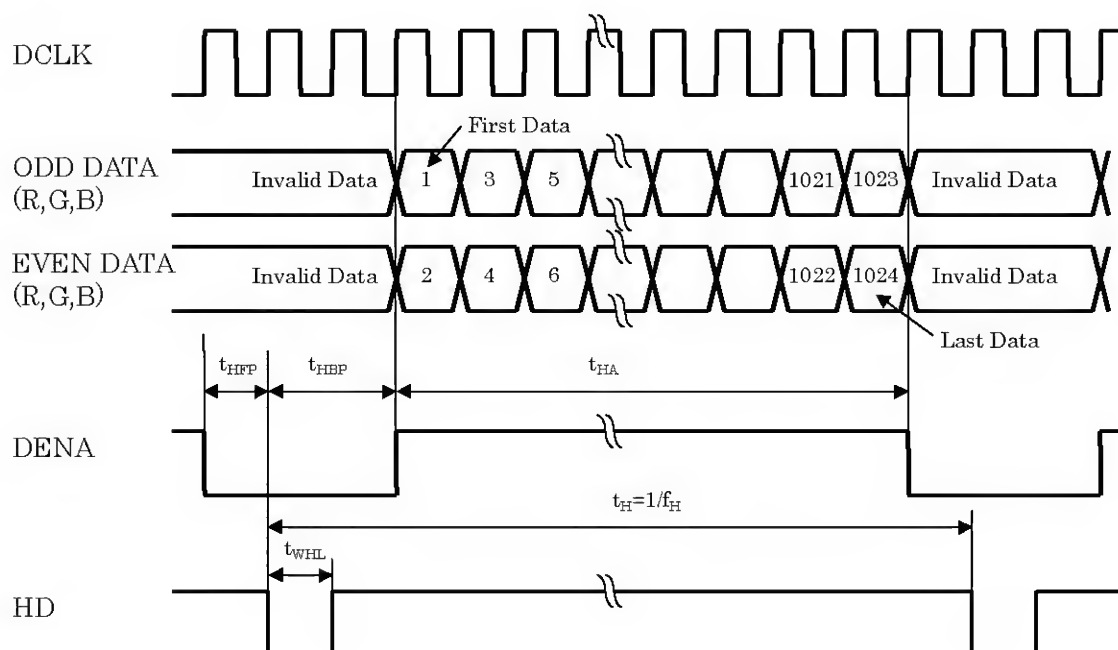 DCLK
First Data
ODD DATA
(R,G,B)
Invalid Data 1 3 5 1021 1023 Invalid Data
EVEN DATA
(R,G,B)
Invalid Data 2 4 6 1022 1024 Invalid Data
Last Data
tHFP tHBP tHA
DENA
tH=1/fH
tWHL
HD